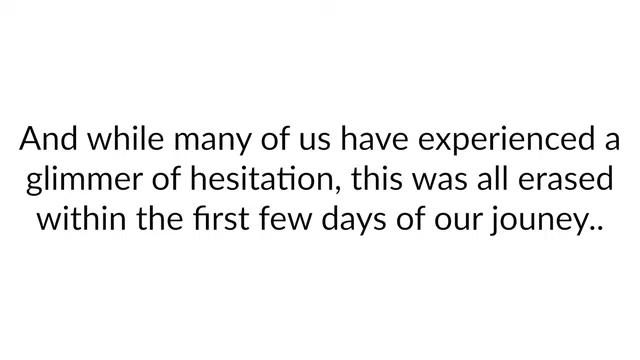 And while many of us have experienced a
glimmer of hesitation, this was all erased
within the first few days of our jouney..